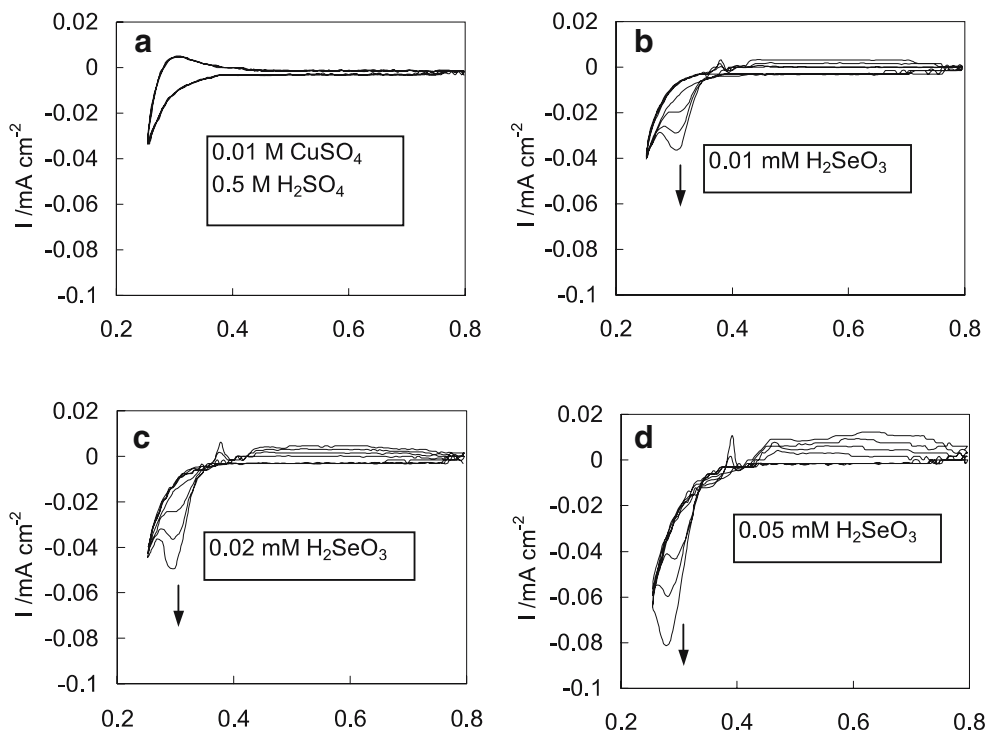 a
0.02
0
-0.02
-0.04
-0.06
-0.08
-0.1
I /mA cm⁻²
0.01 M CuSO₄
0.5 M H₂SO₄
0.2 0.4 0.6 0.8
b
0.02
0
-0.02
-0.04
-0.06
-0.08
-0.1
I /mA cm⁻²
0.01 mM H₂SeO₃
0.2 0.4 0.6 0.8
c
0.02
0
-0.02
-0.04
-0.06
-0.08
-0.1
I /mA cm⁻²
0.02 mM H₂SeO₃
0.2 0.4 0.6 0.8
d
0.02
0
-0.02
-0.04
-0.06
-0.08
-0.1
I /mA cm⁻²
0.05 mM H₂SeO₃
0.2 0.4 0.6 0.8